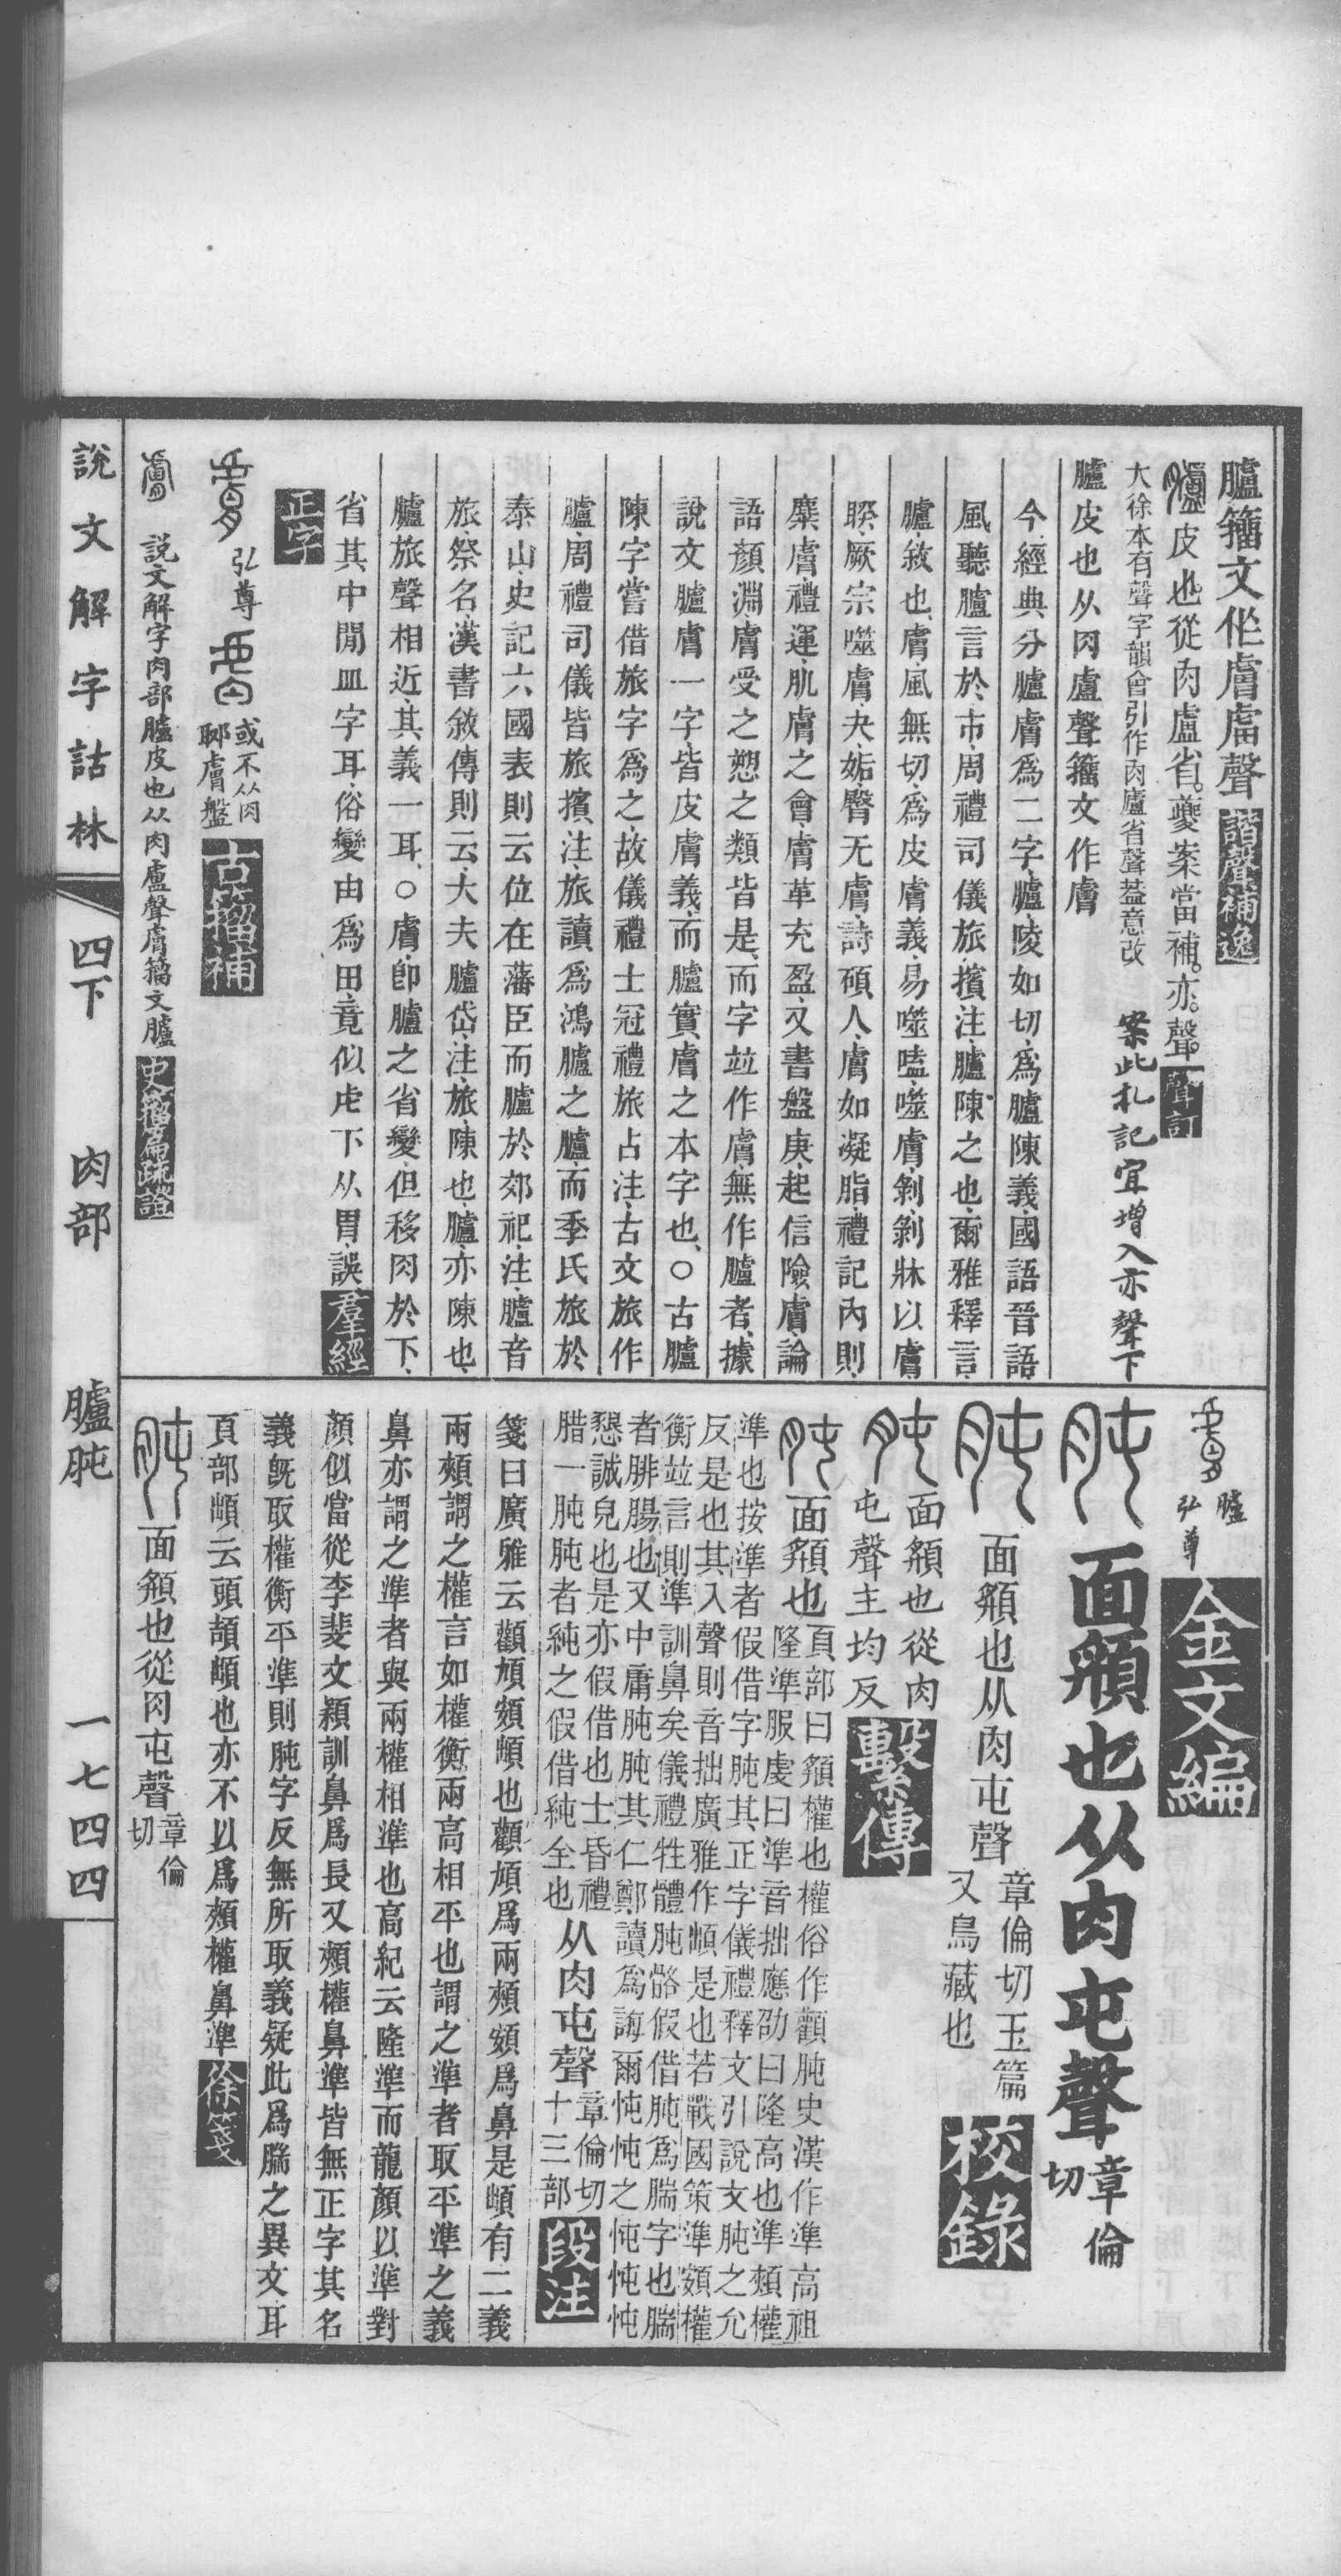 臚籀文作膚䖈聲 諧聲補逸
皮也從肉盧省夔案當補亦聲 聲訂
大徐本有聲字韻會引作肉盧省聲葢意改 案此札記宜增入亦聲下
臚皮也从肉盧聲籀文作膚
今經典分臚膚爲二字臚陵如切爲臚陳義國語晉語
風聽臚言於市周禮司儀旅擯注臚陳之也爾雅釋言
臚敘也膚風無切爲皮膚義易噬嗑噬膚剝剝牀以膚
睽厥宗噬膚夬姤臀无膚詩碩人膚如凝脂禮記內則
麋膚禮運肌膚之會膚革充盈又書盤庚起信險膚論
語顏淵膚受之愬之類皆是而字竝作膚無作臚者據
說文臚膚一字皆皮膚義而臚實膚之本字也○古臚
陳字嘗借旅字爲之故儀禮士冠禮旅占注古文旅作
臚周禮司儀皆旅擯注旅讀爲鴻臚之臚而季氏旅於
泰山史記六國表則云位在藩臣而臚於郊祀注臚音
旅祭名漢書敘傳則云大夫臚岱注旅陳也臚亦陳也
臚旅聲相近其義一耳○膚卽臚之省變但移肉於下
省其中閒皿字耳俗變由爲田竟似虍下从胃誤 羣經
正字
弘尊 或不从肉
膚盤 古籀補
說文解字肉部臚皮也从肉盧聲膚籀文臚 史籀篇疏證
臚
弘尊 金文編
面頯也从肉屯聲 章倫
切
面頯也从肉屯聲 章倫切玉篇
又鳥藏也 校錄
面頯也從肉
屯聲主均反 繫傳
面頯也 頁部曰頯權也權俗作顴肫史漢作準高祖
隆準服虔曰準音拙應劭曰隆高也準頰權
準也按準者假借字肫其正字儀禮釋文引說文肫之允
反是也其入聲則音拙廣雅作䪼是也若戰國策準頞權
衡竝言則準訓鼻矣儀禮牲體肫骼假借肫爲腨字也腨
者腓腸也又中庸肫肫其仁鄭讀爲誨爾忳忳之忳忳忳
懇誠皃也是亦假借也士昏禮
腊一肫肫者純之假借純全也 从肉屯聲 章倫切
十三部 段注
箋曰廣雅云顴頄頞䪼也顴頄爲兩頰頞爲鼻是䪼有二義
兩頰謂之權言如權衡兩高相平也謂之準者取平準之義
鼻亦謂之準者與兩權相準也高紀云隆準而龍顏以準對
顏似當從李斐文穎訓鼻爲長又頰權鼻準皆無正字其名
義旣取權衡平準則肫字反無所取義疑此爲腨之異文耳
頁部䪼云頭頡䪼也亦不以爲頰權鼻準 徐箋
面頯也從肉屯聲 章倫
切
說文解字詁林 四下 肉部 臚肫 一七四四